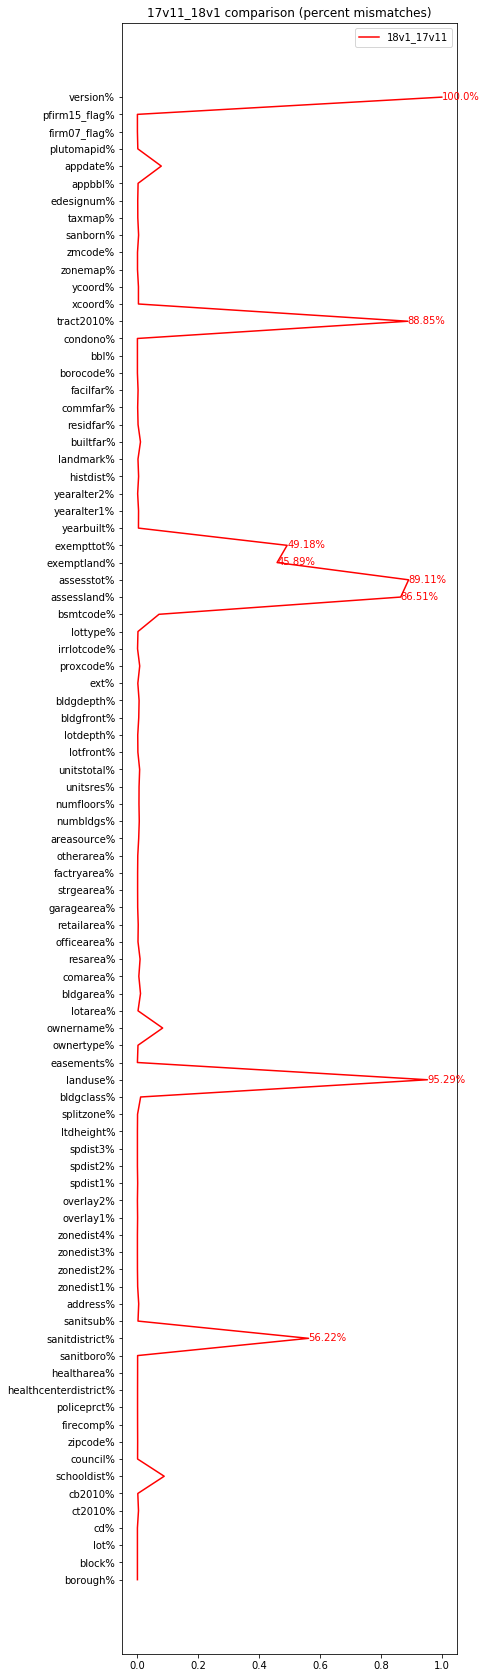 17v11_18v1 comparison (percent mismatches)
18v1_17v11
version%
100.0%
pfirm15_flag%
firm07_flag%
plutomapid%
appdate%
appbbl%
edesignum%
taxmap%
sanborn%
zmcode%
zonemap%
ycoord%
xcoord%
tract2010%
88.85%
condono%
bbl%
borocode%
facilfar%
commfar%
residfar%
builtfar%
landmark%
histdist%
yearalter2%
yearalter1%
yearbuilt%
exempttot%
49.18%
exemptland%
45.89%
assesstot%
89.11%
assessland%
86.51%
bsmtcode%
lottype%
irrlotcode%
proxcode%
ext%
bldgdepth%
bldgfront%
lotdepth%
lotfront%
unitstotal%
unitsres%
numfloors%
numbldgs%
areasource%
otherarea%
factryarea%
strgearea%
garagearea%
retailarea%
officearea%
resarea%
comarea%
bldgarea%
lotarea%
ownername%
ownertype%
easements%
landuse%
95.29%
bldgclass%
splitzone%
ltdheight%
spdist3%
spdist2%
spdist1%
overlay2%
overlay1%
zonedist4%
zonedist3%
zonedist2%
zonedist1%
address%
sanitsub%
sanitdistrict%
56.22%
sanitboro%
healtharea%
healthcenterdistrict%
policeprct%
firecomp%
zipcode%
council%
schooldist%
cb2010%
ct2010%
cd%
lot%
block%
borough%
0.0 0.2 0.4 0.6 0.8 1.0